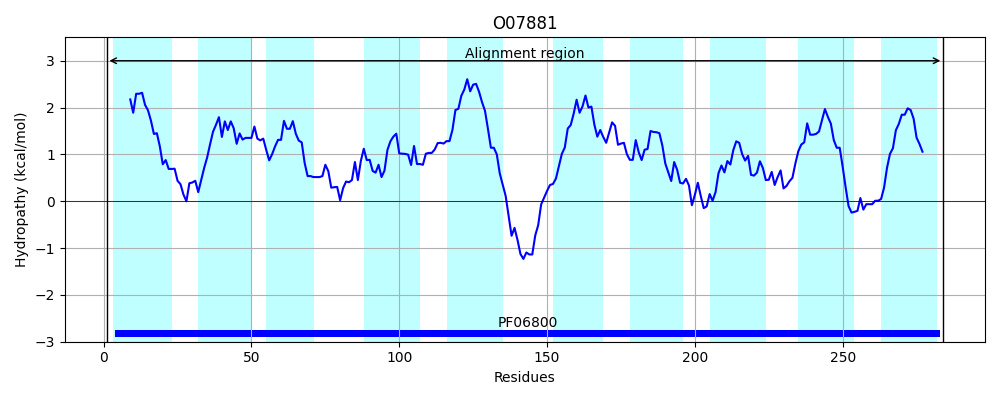 O07881
Alignment region
PF06800
3
2
1
0
−1
−2
−3
0
50
100
150
200
250
Hydropathy (kcal/mol)
Residues